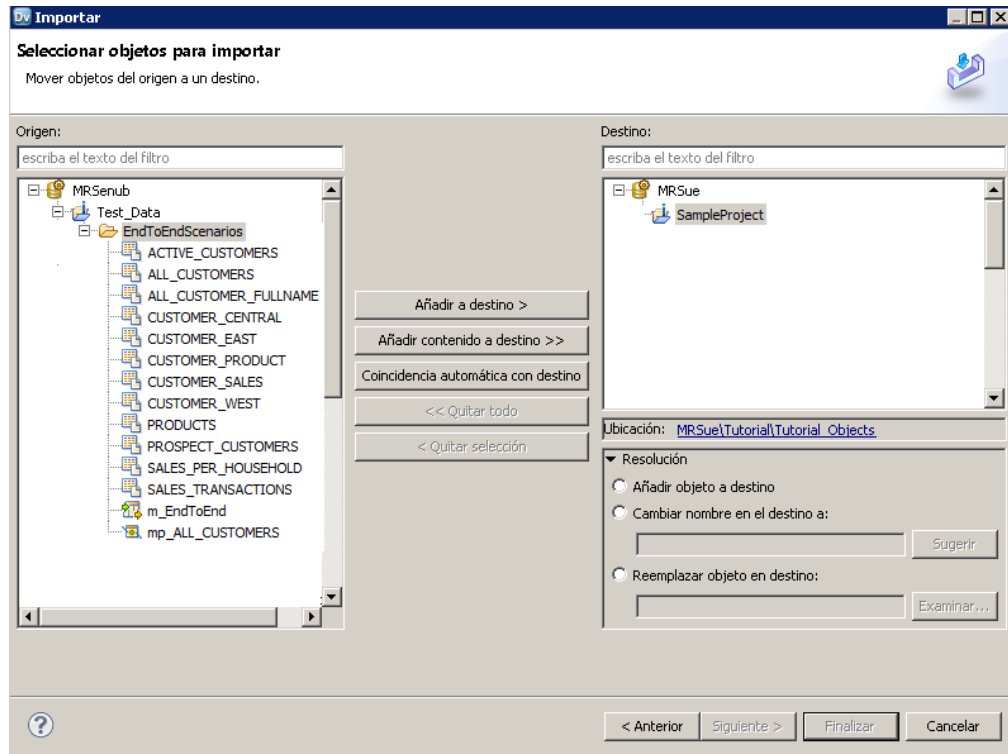 Dv Importar
Seleccionar objetos para importar
Mover objetos del origen a un destino.
Origen:
escriba el texto del filtro
MRSenub
Test_Data
EndToEndScenarios
ACTIVE_CUSTOMERS
ALL_CUSTOMERS
ALL_CUSTOMER_FULLNAME
CUSTOMER_CENTRAL
CUSTOMER_EAST
CUSTOMER_PRODUCT
CUSTOMER_SALES
CUSTOMER_WEST
PRODUCTS
PROSPECT_CUSTOMERS
SALES_PER_HOUSEHOLD
SALES_TRANSACTIONS
m_EndToEnd
mp_ALL_CUSTOMERS
Añadir a destino >
Añadir contenido a destino >>
Coincidencia automática con destino
<< Quitar todo
< Quitar selección
Destino:
escriba el texto del filtro
MRSue
SampleProject
Ubicación: MRSue\Tutorial\Tutorial_Objects
Resolución
Añadir objeto a destino
Cambiar nombre en el destino a:
Sugerir
Reemplazar objeto en destino:
Examinar...
?
< Anterior
Siguiente >
Finalizar
Cancelar